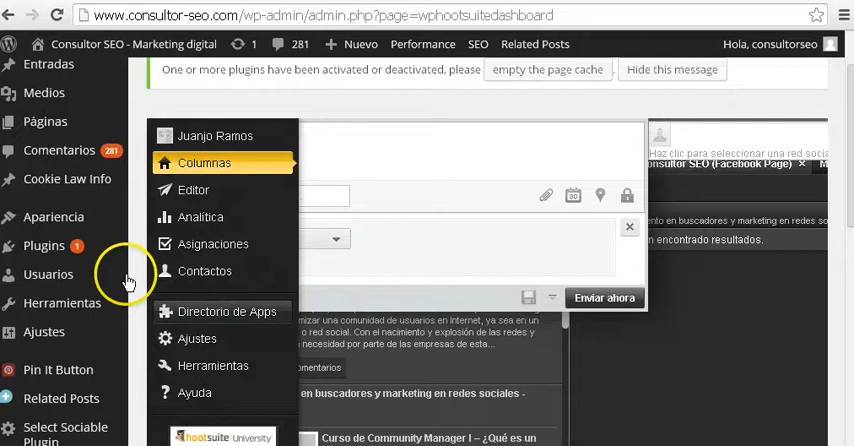 www.consultor-seo.com/wp-admin/admin.php?page=wphootsuitedashboard
Consultor SEO - Marketing digital
1
281
+ Nuevo
Performance
SEO
Related Posts
Hola, consultorseo
Entradas
Medios
Páginas
Comentarios 281
Cookie Law Info
Apariencia
Plugins 1
Usuarios
Herramientas
Ajustes
Pin It Button
Related Posts
Select Sociable
Plugin
One or more plugins have been activated or deactivated, please empty the page cache. Hide this message
Juanjo Ramos
Columnas
Editor
Analítica
Asignaciones
Contactos
Directorio de Apps
Ajustes
Herramientas
? Ayuda
hootsuite University
30
Enviar ahora
Haz clic para seleccionar una red social
Consultor SEO (Facebook Page)
ento en buscadores y marketing en redes sociales
n encontrado resultados.
mizar una comunidad de usuarios en Internet, ya sea en un
o red social. Con el nacimiento y explosión de las redes y
necesidad por parte de las empresas de esta...
omentarios
en buscadores y marketing en redes sociales -
Curso de Community Manager I – ¿Qué es un